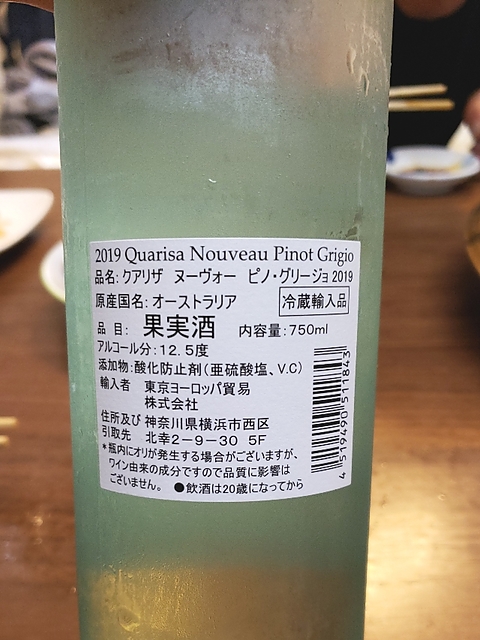 2019 Quarisa Nouveau Pinot Grigio
品名：クアリザ ヌーヴォー ピノ・グリージョ 2019
原産国名：オーストラリア 冷蔵輸入品
品 目： 果実酒 内容量：750ml
アルコール分：12.5度
添加物：酸化防止剤（亜硫酸塩、V.C）
輸入者 東京ヨーロッパ貿易
株式会社
住所及び 神奈川県横浜市西区
引取先 北幸2-9-30 5F
*瓶内にオリが発生する場合がございますが、
ワイン由来の成分ですので品質に影響は
ございません。 ●飲酒は20歳になってから
4 519490 511843